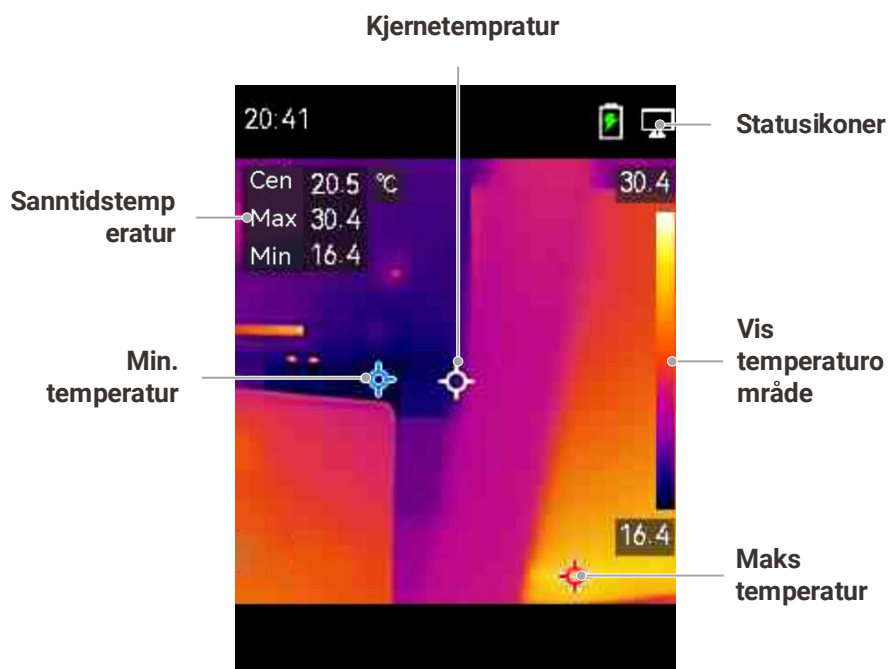 Kjernetempratur
20:41
Statusikoner
Cen 20.5 °C
Max 30.4
Min 16.4
30.4
Sanntidstemp
eratur
Min.
temperatur
Vis
temperaturo
mråde
16.4
Maks
temperatur